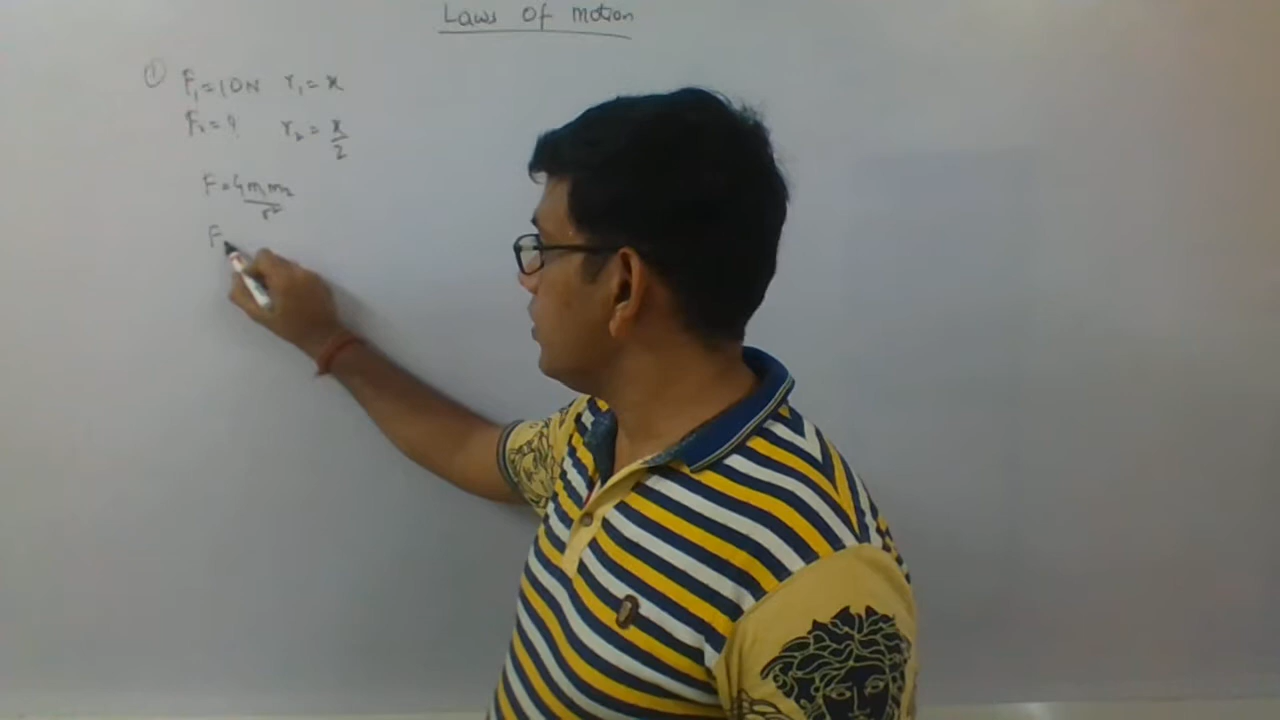 Laws of motion
① F₁ = 10N r₁ = x
F₂ = ? r₂ = x/2
F = Gm₁m₂/r²
F